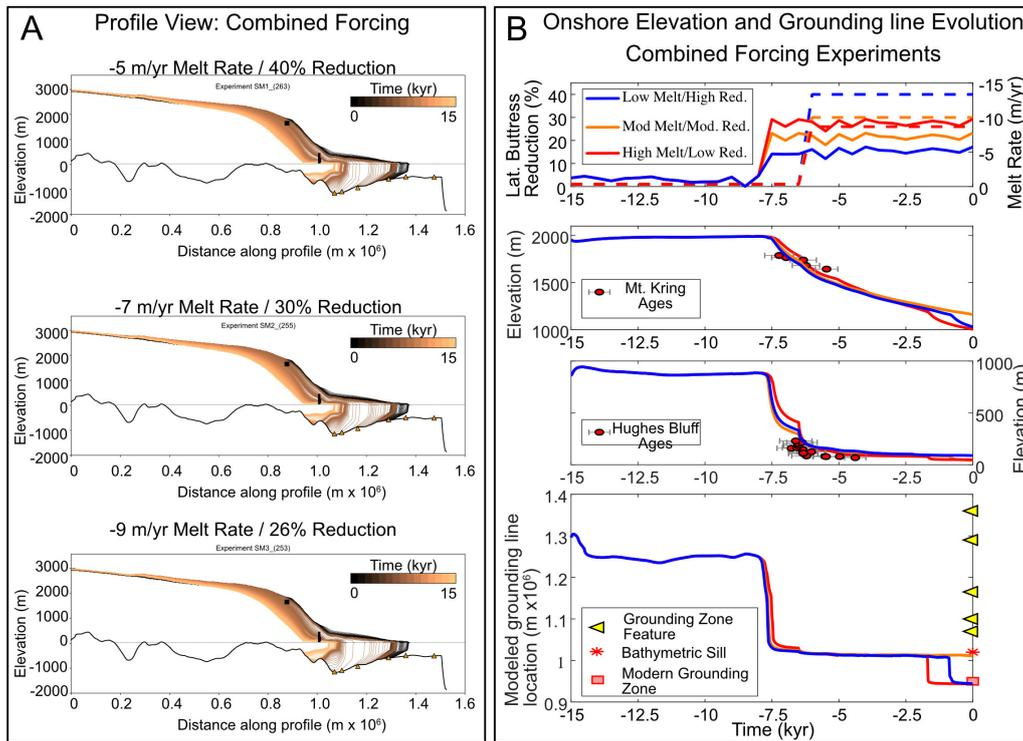 A
Profile View: Combined Forcing
-5 m/yr Melt Rate / 40% Reduction
Experiment SM1_(263)
Time (kyr)
0 15
Elevation (m)
3000
2000
1000
0
-1000
-2000
0 0.2 0.4 0.6 0.8 1.0 1.2 1.4 1.6
Distance along profile (m x 10⁶)
-7 m/yr Melt Rate / 30% Reduction
Experiment SM2_(255)
Time (kyr)
0 15
Elevation (m)
3000
2000
1000
0
-1000
-2000
0 0.2 0.4 0.6 0.8 1.0 1.2 1.4 1.6
Distance along profile (m x 10⁶)
-9 m/yr Melt Rate / 26% Reduction
Experiment SM3_(253)
Time (kyr)
0 15
Elevation (m)
3000
2000
1000
0
-1000
-2000
0 0.2 0.4 0.6 0.8 1.0 1.2 1.4 1.6
Distance along profile (m x 10⁶)
B
Onshore Elevation and Grounding line Evolution
Combined Forcing Experiments
Lat. Buttress
Reduction (%)
40
30
20
10
0
Low Melt/High Red.
Mod Melt/Mod. Red.
High Melt/Low Red.
-15
-10
-5
0
Melt Rate (m/yr)
-15 -12.5 -10 -7.5 -5 -2.5 0
Elevation (m)
2000
1500
1000
Mt. Kring
Ages
-15 -12.5 -10 -7.5 -5 -2.5 0
Hughes Bluff
Ages
1000
500
0
Elevation (m)
-15 -12.5 -10 -7.5 -5 -2.5 0
Modeled grounding line
location (m x10⁶)
1.4
1.3
1.2
1.1
1
0.9
Grounding Zone
Feature
Bathymetric Sill
Modern Grounding
Zone
-15 -12.5 -10 -7.5 -5 -2.5 0
Time (kyr)